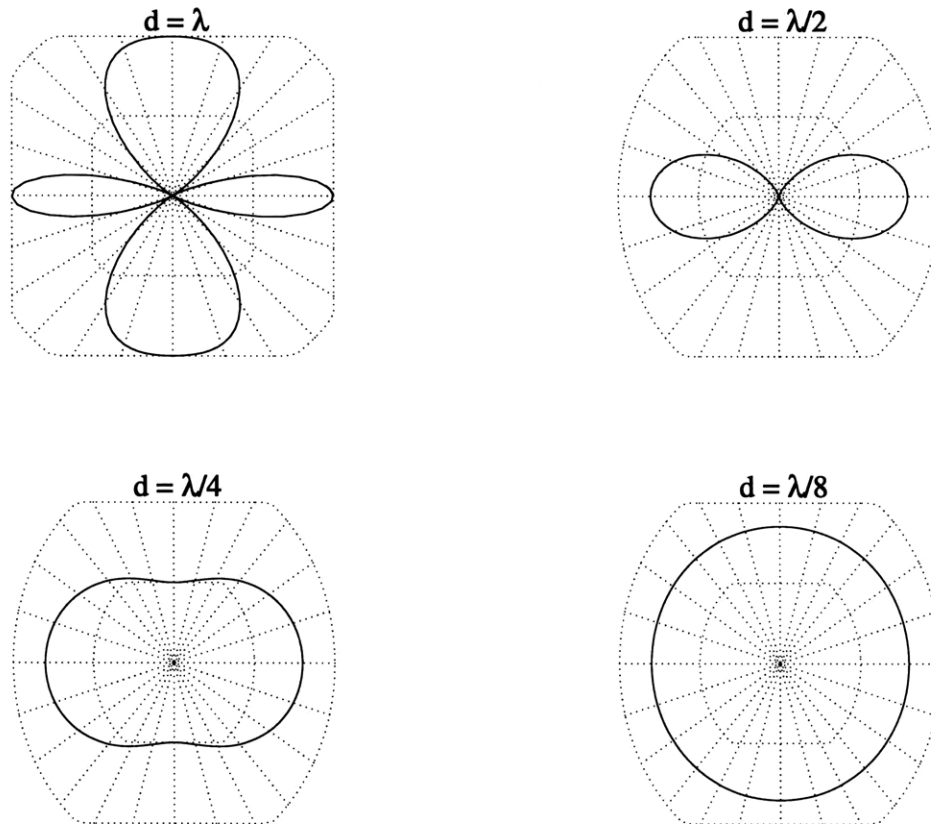 d = λ
d = λ/2
d = λ/4
d = λ/8